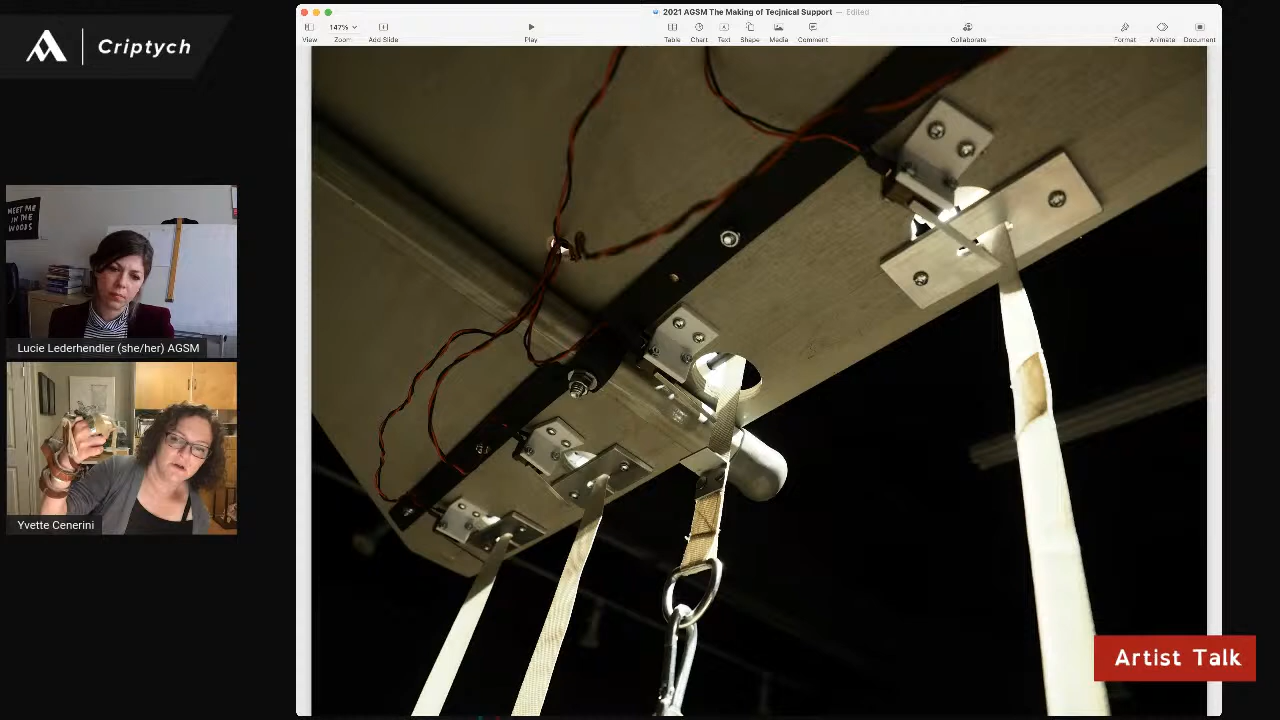 Criptych
2021 AGSM The Making of Tecjnical Support — Edited
147%
View
Zoom
Add Slide
Play
Table
Chart
Text
Shape
Media
Comment
Collaborate
Format
Animate
Document
MEET ME
IN THE
WOODS
Lucie Lederhendler (she/her) AGSM
Yvette Cenerini
Artist Talk